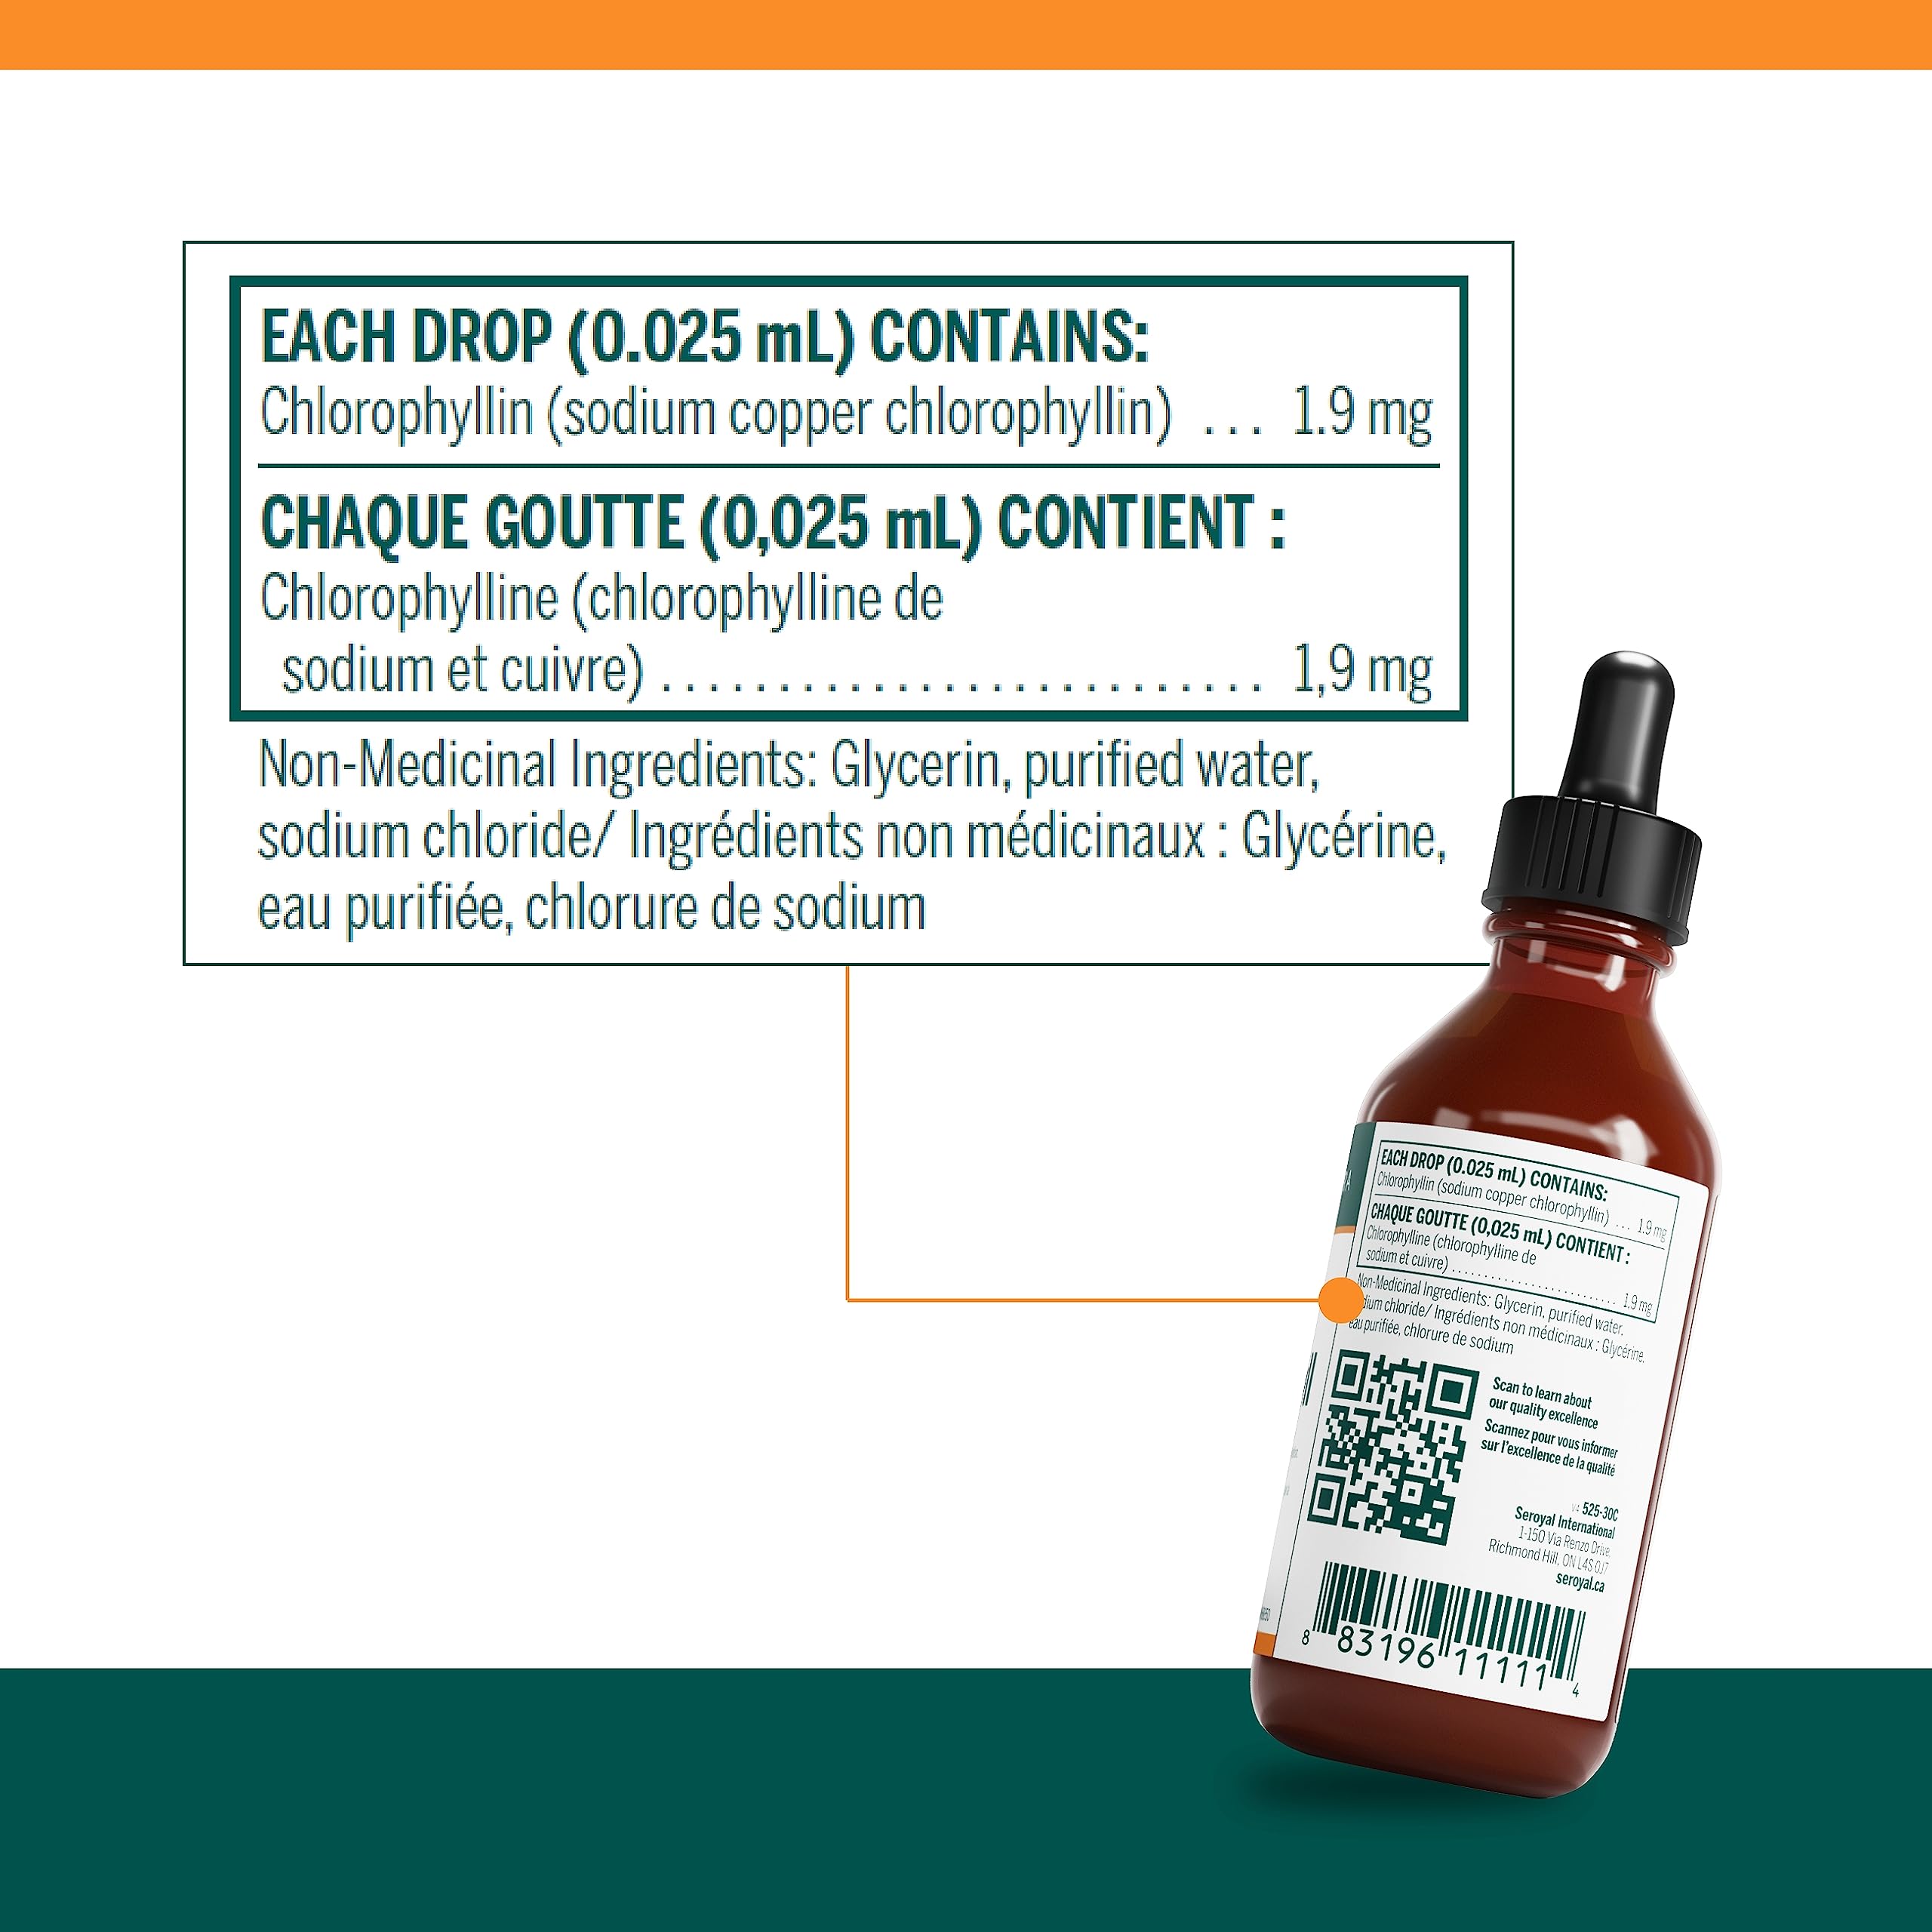 EACH DROP (0.025 mL) CONTAINS:
Chlorophyllin (sodium copper chlorophyllin) ... 1.9 mg
CHAQUE GOUTTE (0,025 mL) CONTIENT :
Chlorophylline (chlorophylline de
sodium et cuivre) .......................... 1,9 mg
Non-Medicinal Ingredients: Glycerin, purified water,
sodium chloride/ Ingrédients non médicinaux : Glycérine,
eau purifiée, chlorure de sodium
EACH DROP (0.025 mL) CONTAINS:
Chlorophyllin (sodium copper chlorophyllin) ... 1.9 mg
CHAQUE GOUTTE (0,025 mL) CONTIENT :
Chlorophylline (chlorophylline de
sodium et cuivre) .......................... 1,9 mg
Non-Medicinal Ingredients: Glycerin, purified water,
chloride/ Ingrédients non médicinaux : Glycérine,
eau purifiée, chlorure de sodium
Scan to learn about
our quality excellence
Scannez pour vous informer
sur l'excellence de la qualité
525-30C
Seroyal International
1-150 Via Renzo Drive
Richmond Hill, ON L4S 0J7
seroyal.ca
8 83196 11111 4